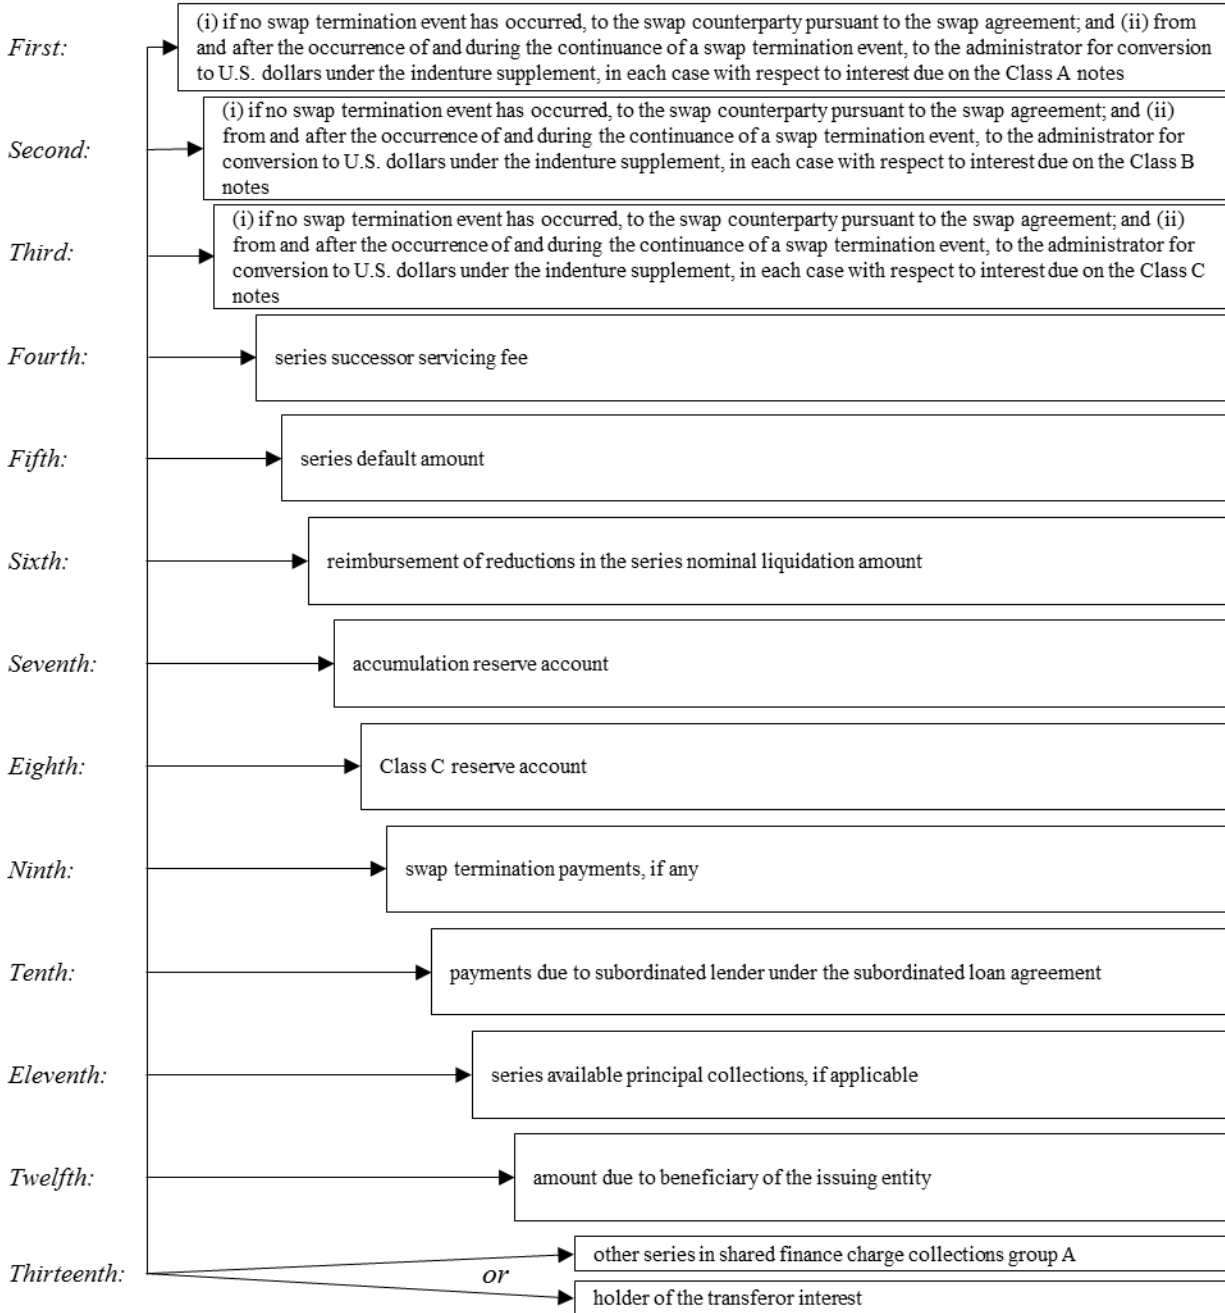 First:
(i) if no swap termination event has occurred, to the swap counterparty pursuant to the swap agreement; and (ii) from
and after the occurrence of and during the continuance of a swap termination event, to the administrator for conversion
to U.S. dollars under the indenture supplement, in each case with respect to interest due on the Class A notes
Second:
(i) if no swap termination event has occurred, to the swap counterparty pursuant to the swap agreement; and (ii)
from and after the occurrence of and during the continuance of a swap termination event, to the administrator for
conversion to U.S. dollars under the indenture supplement, in each case with respect to interest due on the Class B
notes
Third:
(i) if no swap termination event has occurred, to the swap counterparty pursuant to the swap agreement; and (ii)
from and after the occurrence of and during the continuance of a swap termination event, to the administrator for
conversion to U.S. dollars under the indenture supplement, in each case with respect to interest due on the Class C
notes
Fourth:
series successor servicing fee
Fifth:
series default amount
Sixth:
reimbursement of reductions in the series nominal liquidation amount
Seventh:
accumulation reserve account
Eighth:
Class C reserve account
Ninth:
swap termination payments, if any
Tenth:
payments due to subordinated lender under the subordinated loan agreement
Eleventh:
series available principal collections, if applicable
Twelfth:
amount due to beneficiary of the issuing entity
Thirteenth:
other series in shared finance charge collections group A
or
holder of the transferor interest